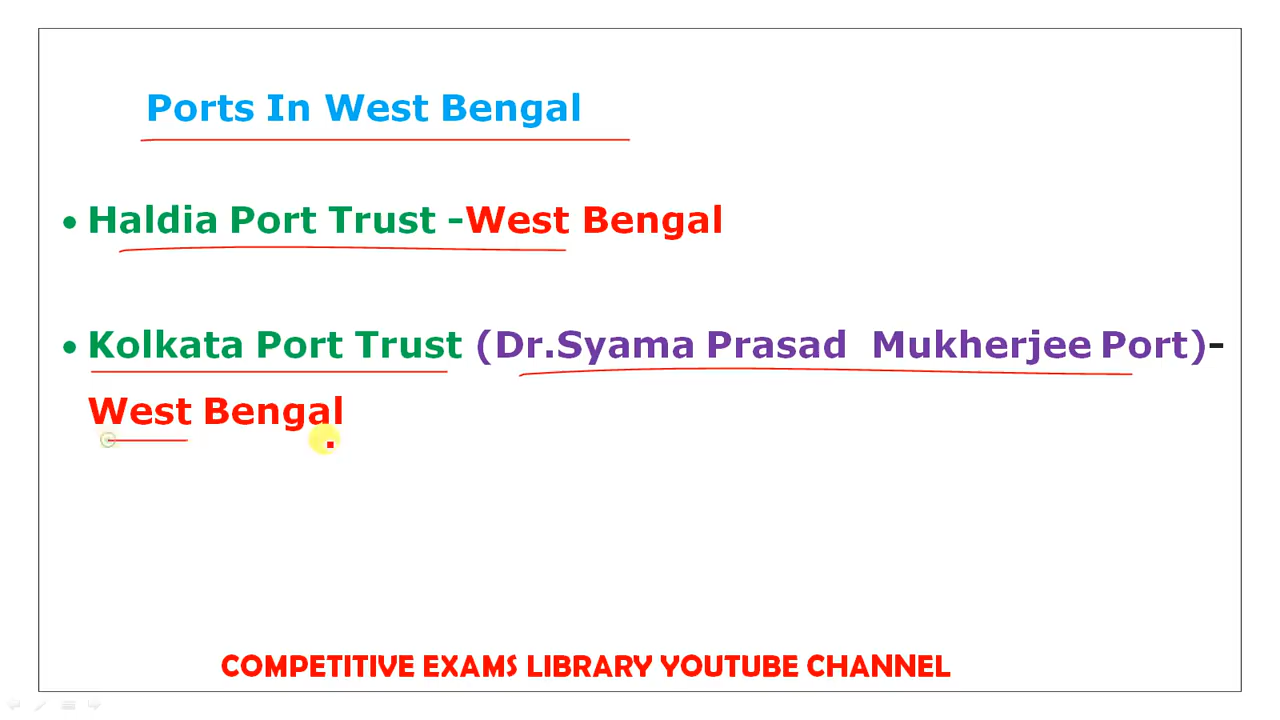 Ports In West Bengal
• Haldia Port Trust -West Bengal
• Kolkata Port Trust (Dr.Syama Prasad Mukherjee Port)-
West Bengal
COMPETITIVE EXAMS LIBRARY YOUTUBE CHANNEL